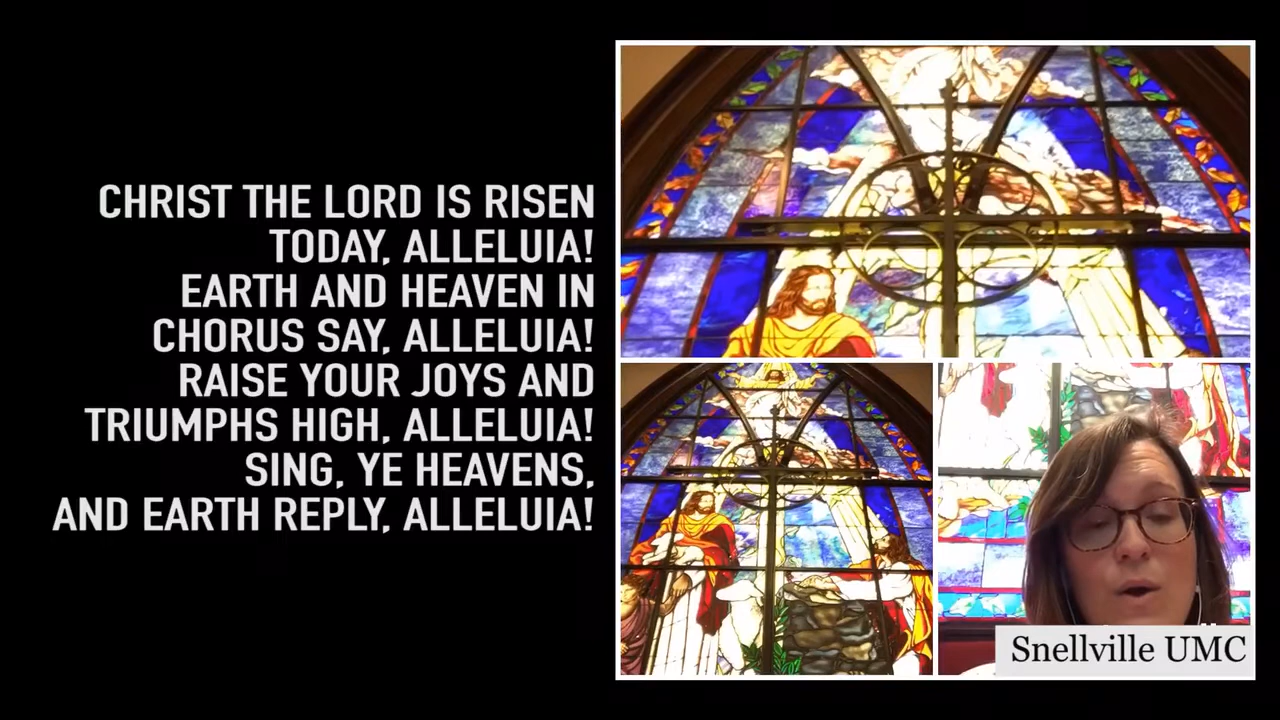 CHRIST THE LORD IS RISEN
TODAY, ALLELUIA!
EARTH AND HEAVEN IN
CHORUS SAY, ALLELUIA!
RAISE YOUR JOYS AND
TRIUMPHS HIGH, ALLELUIA!
SING, YE HEAVENS,
AND EARTH REPLY, ALLELUIA!
Snellville UMC